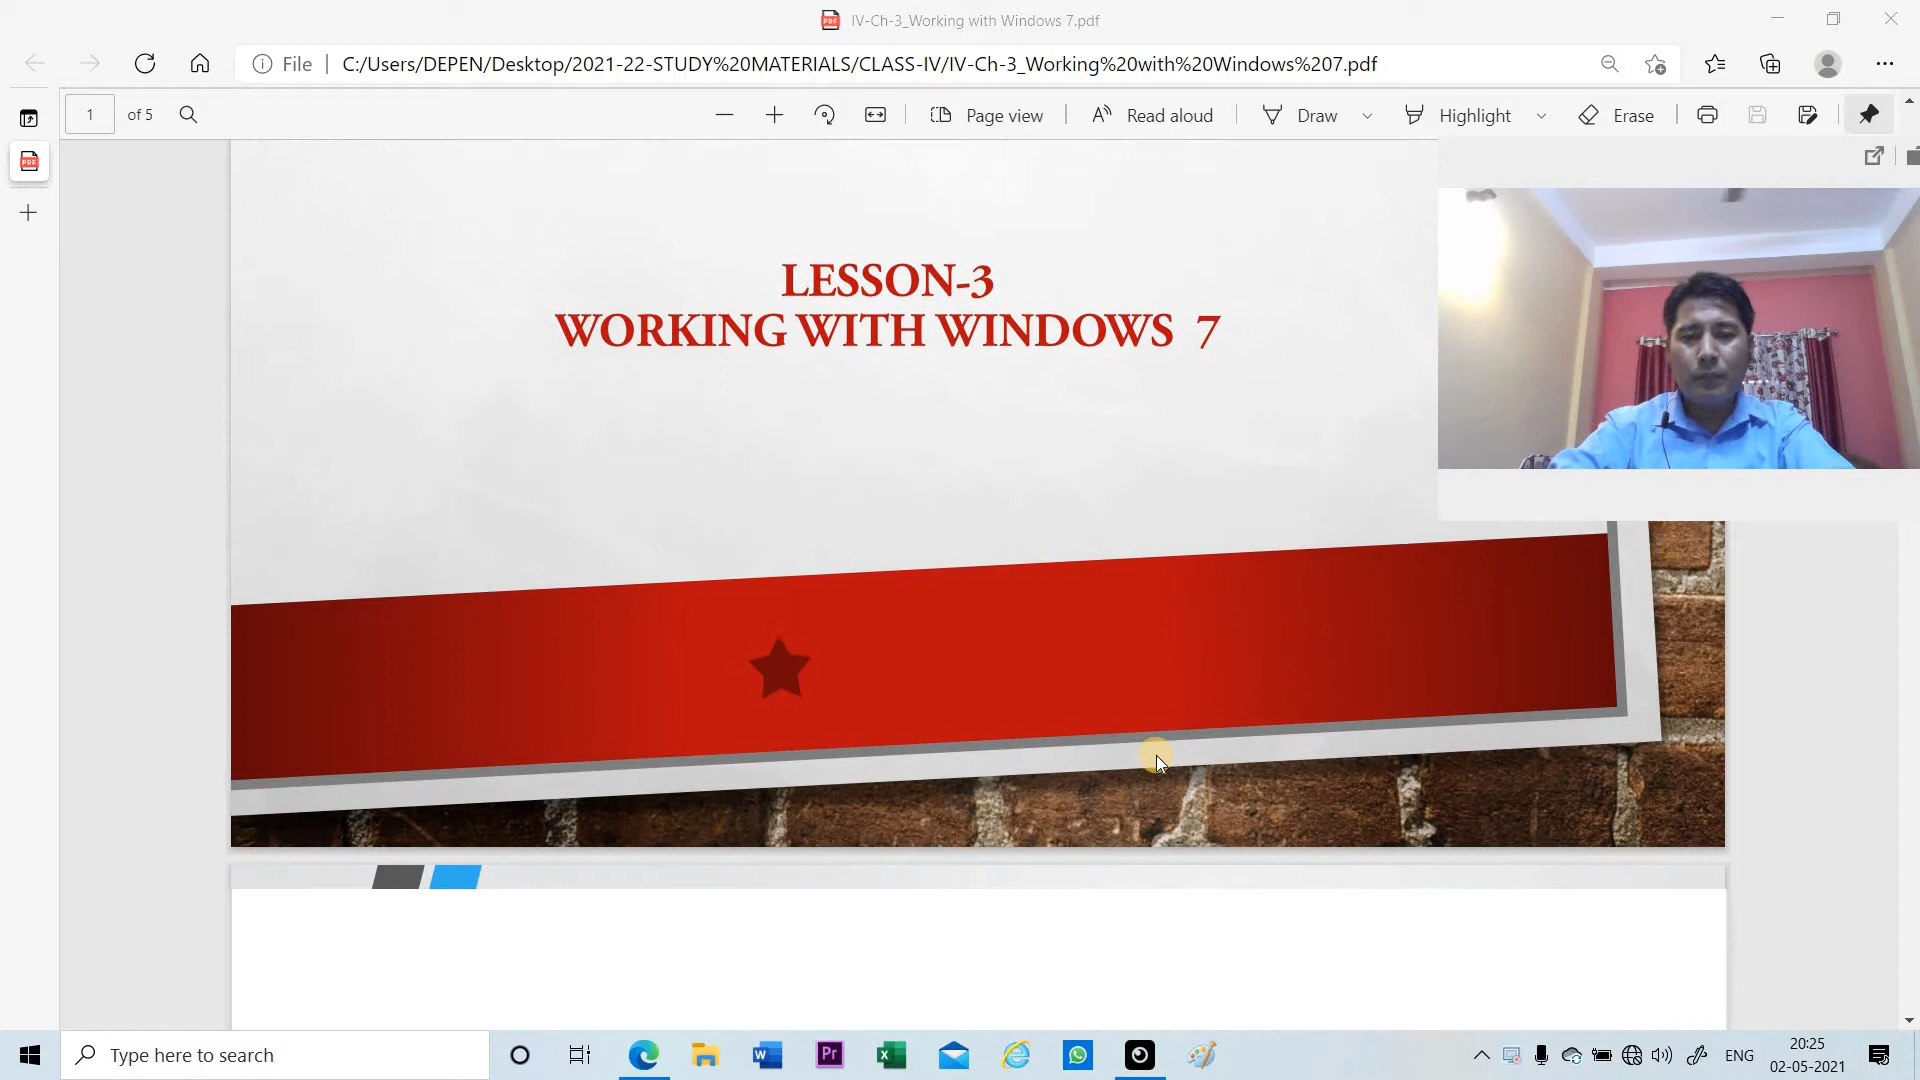 IV-Ch-3_Working with Windows 7.pdf
File
C:/Users/DEPEN/Desktop/2021-22-STUDY%20MATERIALS/CLASS-IV/IV-Ch-3_Working%20with%20Windows%207.pdf
1 of 5
Page view
Read aloud
Draw
Highlight
Erase
LESSON-3
WORKING WITH WINDOWS 7
Type here to search
ENG
20:25
02-05-2021